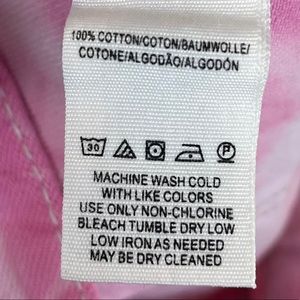 100% COTTON/COTON/BAUMWOLLE/
COTONE/ALGODÃO/ALGODÓN
30 P
MACHINE WASH COLD
WITH LIKE COLORS
USE ONLY NON-CHLORINE
BLEACH TUMBLE DRY LOW
LOW IRON AS NEEDED
MAY BE DRY CLEANED